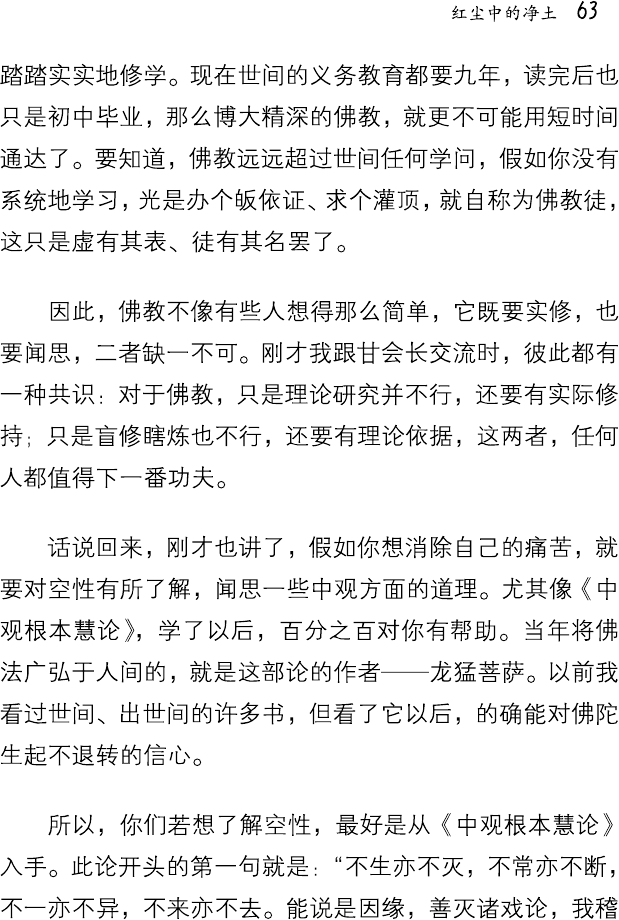 红尘中的净土 63
踏踏实实地修学。现在世间的义务教育都要九年，读完后也
只是初中毕业，那么博大精深的佛教，就更不可能用短时间
通达了。要知道，佛教远远超过世间任何学问，假如你没有
系统地学习，光是办个皈依证、求个灌顶，就自称为佛教徒，
这只是虚有其表、徒有其名罢了。
因此，佛教不像有些人想得那么简单，它既要实修，也
要闻思，二者缺一不可。刚才我跟甘会长交流时，彼此都有
一种共识：对于佛教，只是理论研究并不行，还要有实际修
持；只是盲修瞎炼也不行，还要有理论依据，这两者，任何
人都值得下一番功夫。
话说回来，刚才也讲了，假如你想消除自己的痛苦，就
要对空性有所了解，闻思一些中观方面的道理。尤其像《中
观根本慧论》，学了以后，百分之百对你有帮助。当年将佛
法广弘于人间的，就是这部论的作者——龙猛菩萨。以前我
看过世间、出世间的许多书，但看了它以后，的确能对佛陀
生起不退转的信心。
所以，你们若想了解空性，最好是从《中观根本慧论》
入手。此论开头的第一句就是：“不生亦不灭，不常亦不断，
不一亦不异，不来亦不去。能说是因缘，善灭诸戏论，我稽